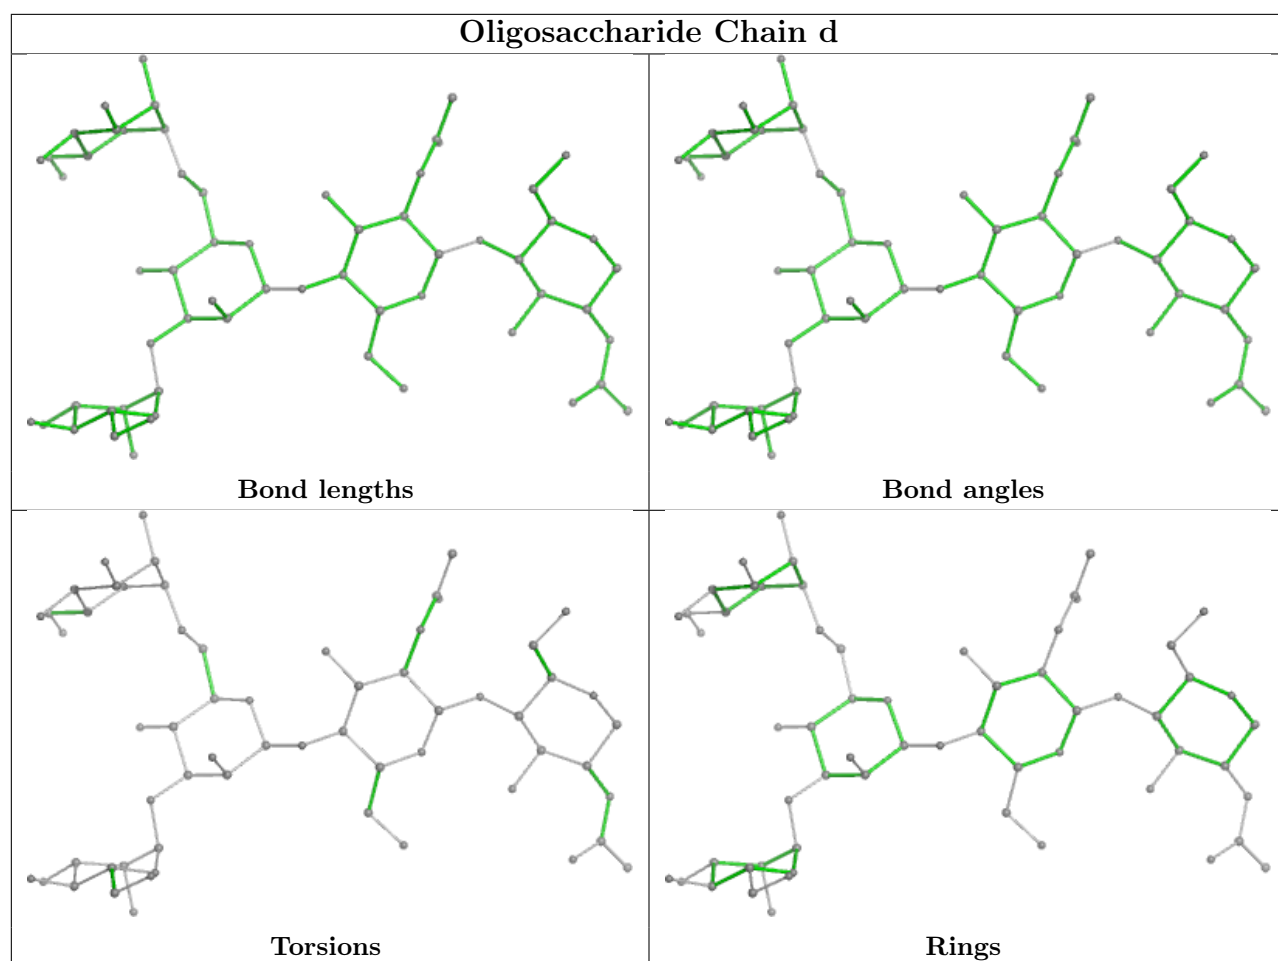 Oligosaccharide Chain d
Bond lengths
Bond angles
Torsions
Rings